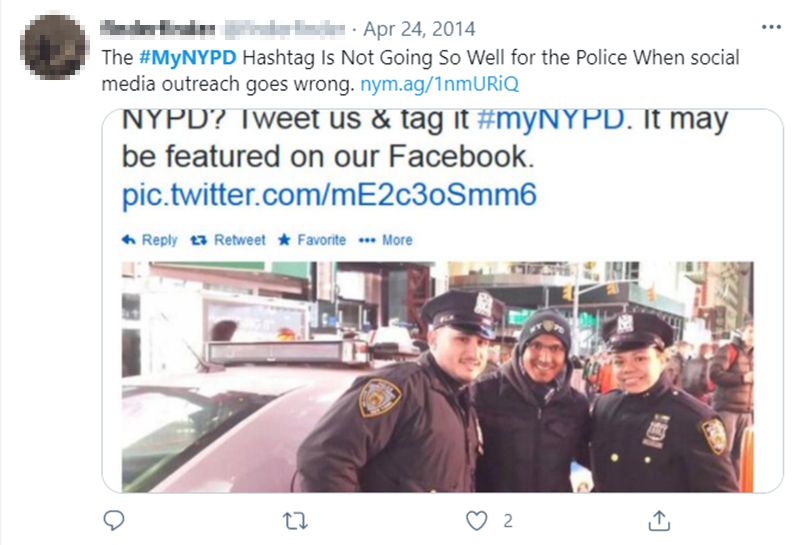 · Apr 24, 2014
The #MyNYPD Hashtag Is Not Going So Well for the Police When social
media outreach goes wrong. nym.ag/1nmURiQ
NYPD? Tweet us & tag it #myNYPD. It may
be featured on our Facebook.
pic.twitter.com/mE2c3oSmm6
Reply Retweet Favorite More
NYPD
2